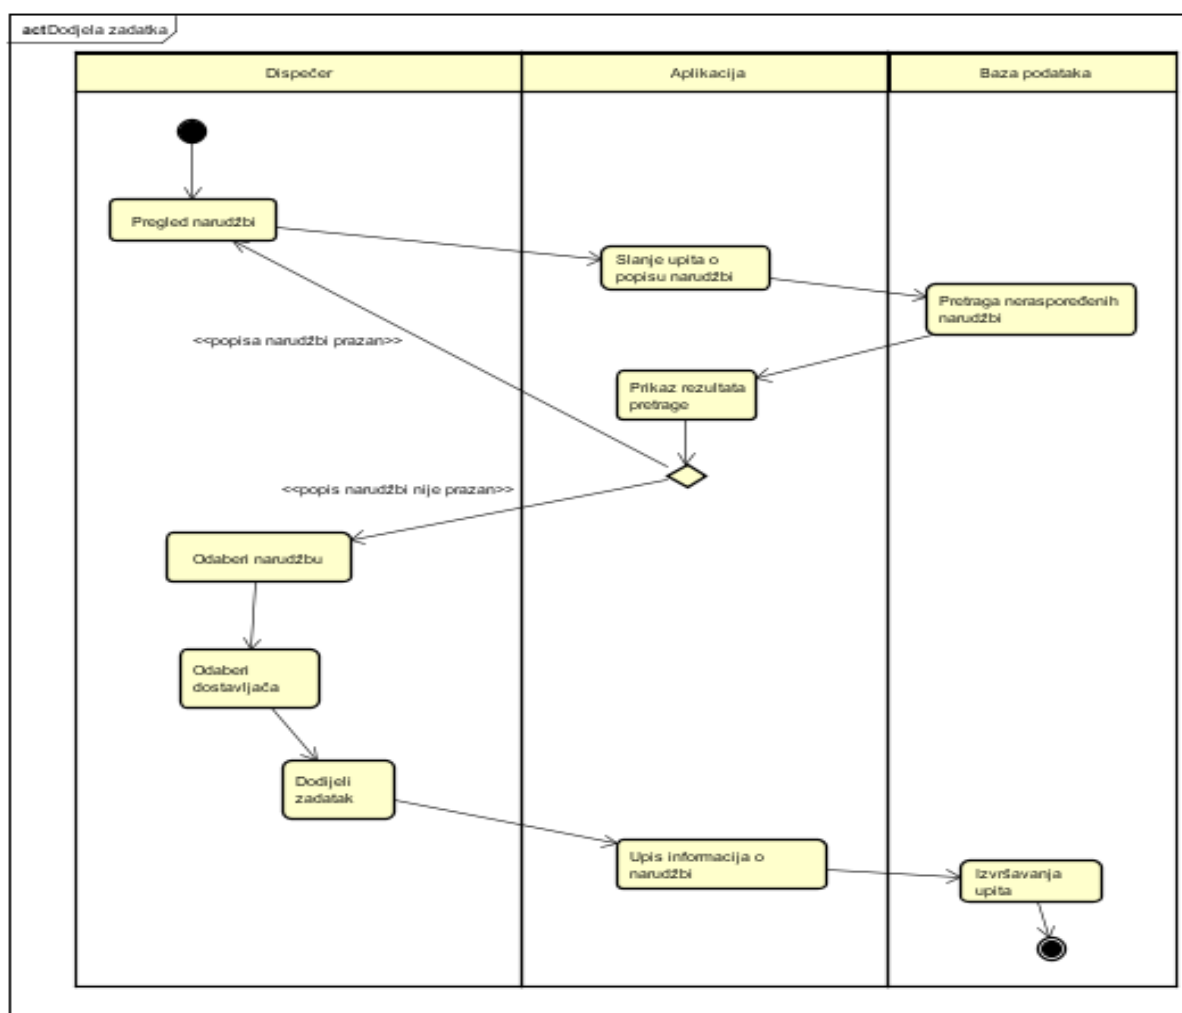 actDodjela zadatka
Dispečer
Aplikacija
Baza podataka
Pregled narudžbi
Slanje upita o
popisu narudžbi
Pretraga neraspoređenih
narudžbi
<<popisa narudžbi prazan>>
Prikaz rezultata
pretrage
<<popis narudžbi nije prazan>>
Odaberi narudžbu
Odaberi
dostavljača
Dodijeli
zadatak
Upis informacija o
narudžbi
Izvršavanja
upita